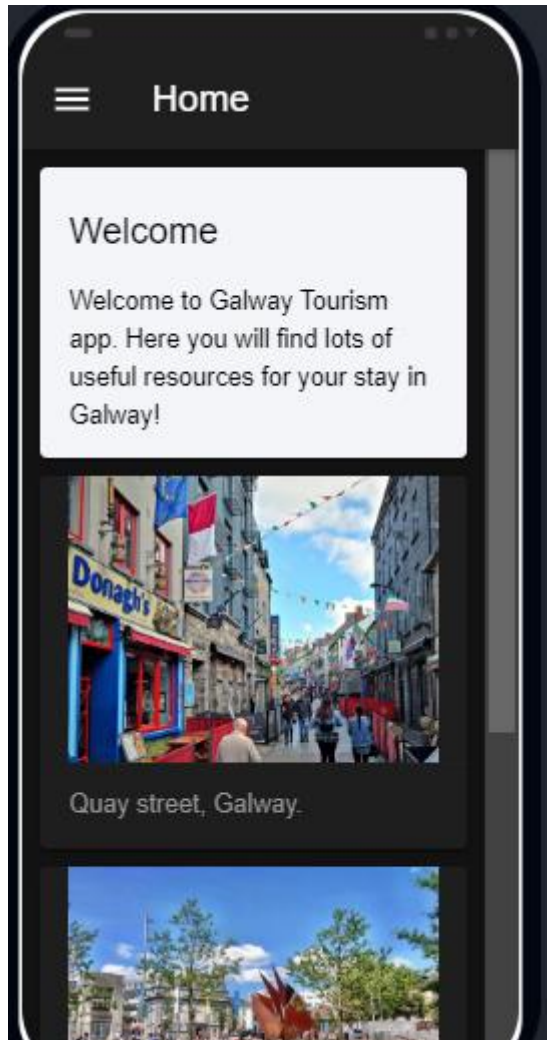 Home
Welcome
Welcome to Galway Tourism
app. Here you will find lots of
useful resources for your stay in
Galway!
Donagh's
Quay street, Galway.